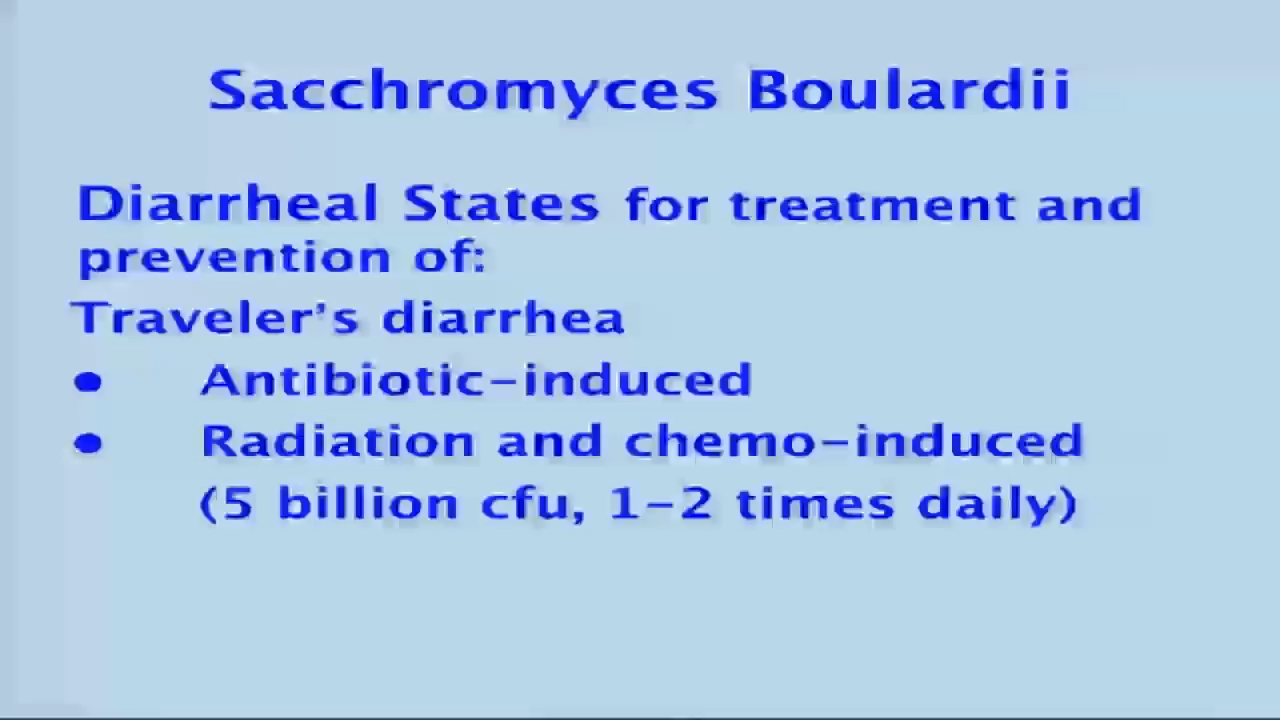 Sacchromyces Boulardii
Diarrheal States for treatment and
prevention of:
Traveler's diarrhea
• Antibiotic-induced
• Radiation and chemo-induced
(5 billion cfu, 1-2 times daily)